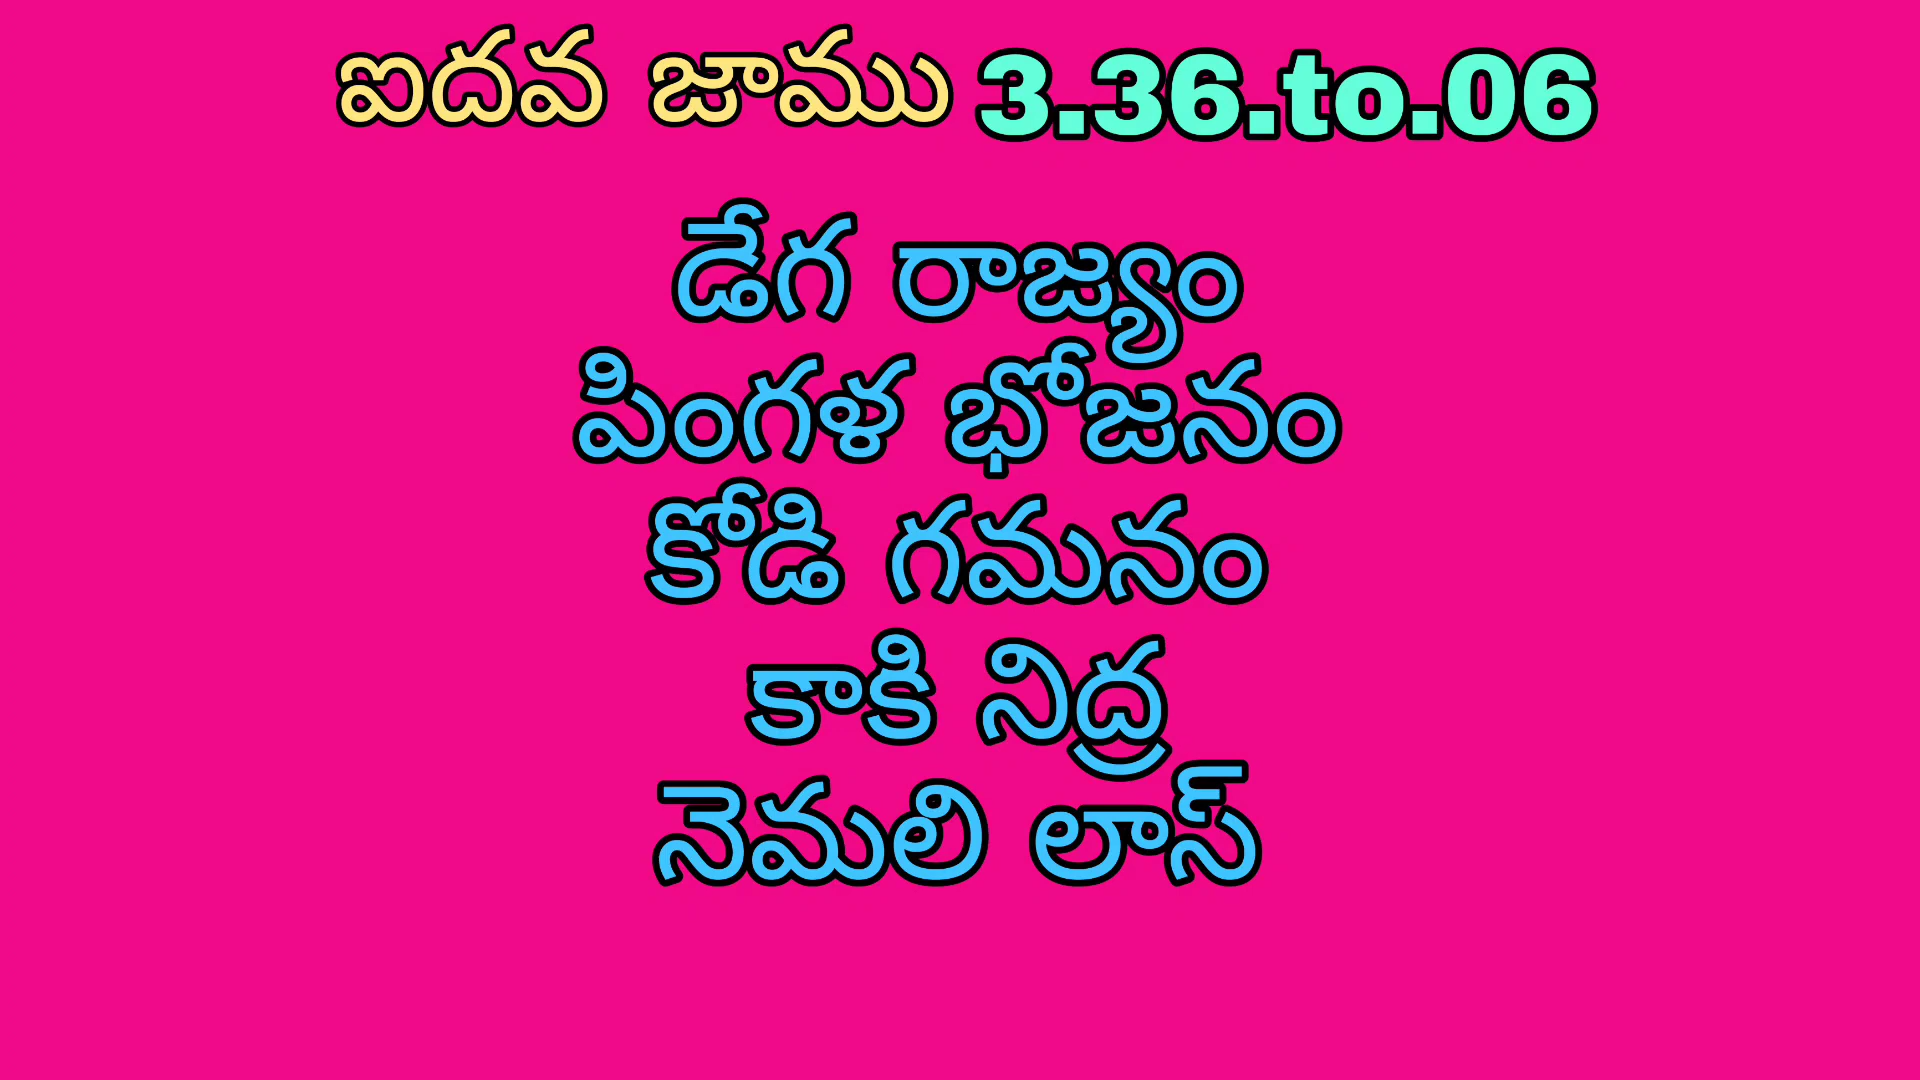 ఐదవ జాము 3.36.to.06
డేగ రాజ్యం
పింగళ భోజనం
కోడి గమనం
కాకి నిద్ర
నెమలి లాస్